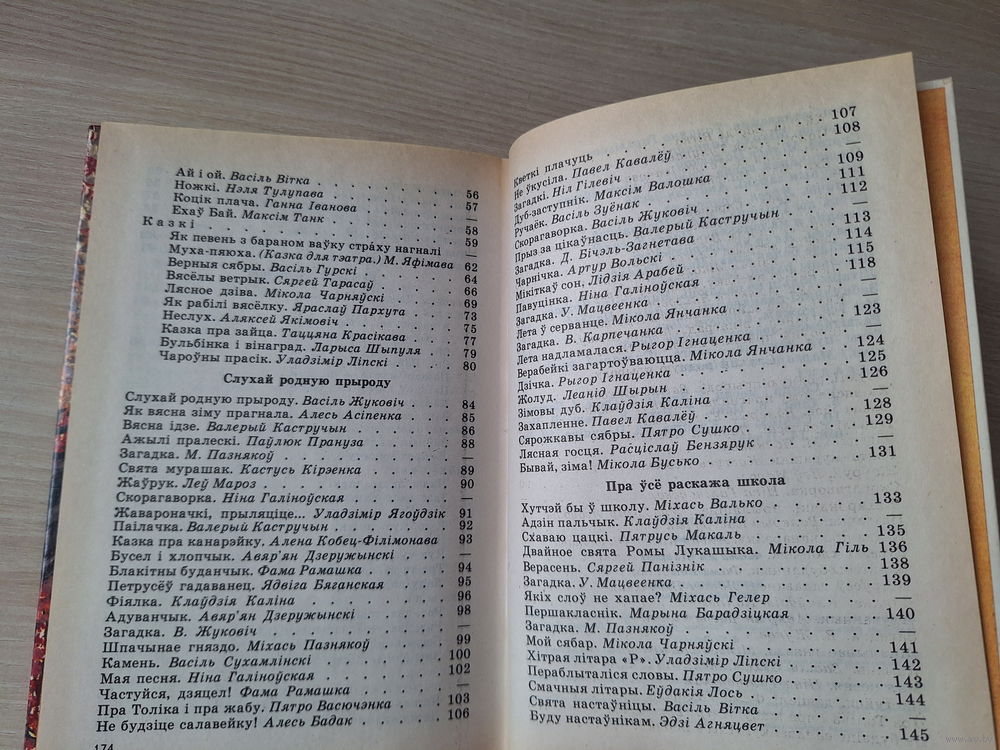 Ай і ой. Васіль Вітка . . . . . . 56
Ножкі. Нэля Тулупава . . . . . . 57
Коцік плача. Ганна Іванова . . . . . —
Ехаў Бай. Максім Танк . . . . . . 58
Казкі . . . . . . . . . . 59
Як певень з бараном ваўку страху нагналі —
Муха-пяюха. (Казка для тэатра.) М. Яфімава 62
Верныя сябры. Васіль Гурскі . . . . 64
Вясёлы ветрык. Сяргей Тарасаў . . . 66
Лясное дзіва. Мікола Чарняўскі . . . 69
Як рабілі вясёлку. Яраслаў Пархута . . 73
Неслух. Аляксей Якімовіч . . . . . 75
Казка пра зайца. Таццяна Красікава . . 77
Бульбінка і вінаград. Ларыса Шыпуля . 79
Чароўны прасік. Уладзімір Ліпскі . . . 80
Слухай родную прыроду
Слухай родную прыроду. Васіль Жуковіч . . . 84
Як вясна зіму прагнала. Алесь Асіпенка . . . 85
Вясна ідзе. Валерый Кастручын . . . . . 86
Ажылі пралескі. Паўлюк Прануза . . . . 88
Загадка. М. Пазнякоў . . . . . . . —
Свята мурашак. Кастусь Кірэенка . . . . 89
Жаўрук. Леў Мароз . . . . . . . . 90
Скорагаворка. Ніна Галіноўская . . . . . —
Жавароначкі, прыляціце... Уладзімір Ягоўдзік 91
Паілачка. Валерый Кастручын . . . . . . 92
Казка пра канарэйку. Алена Кобец-Філімонава 93
Бусел і хлопчык. Авяр'ян Дзеружынскі . . . —
Блакітны буданчык. Фама Рамашка . . . . 94
Петрусёў гадаванец. Ядвіга Бяганская . . . 95
Фіялка. Клаўдзія Каліна . . . . . . . 96
Адуванчык. Авяр'ян Дзеружынскі . . . . . 98
Загадка. В. Жуковіч . . . . . . . . —
Шпачынае гняздо. Міхась Пазнякоў . . . . 99
Камень. Васіль Сухамлінскі . . . . . . 100
Мая песня. Ніна Галіноўская . . . . . . 102
Частуйся, дзяцел! Фама Рамашка . . . . . —
Пра Толіка і пра жабу. Пятро Васючэнка . . 103
Не будзіце салавейку! Алесь Бадак . . . . 106
174
Кветкі плачуць . . . . . . . . 107
Не ўкусіла. Павел Кавалёў . . . . . 108
Загадкі. Ніл Гілевіч . . . . . . . —
Дуб-заступнік. Максім Валошка . . . . 109
Ручаёк. Васіль Зуёнак . . . . . . 111
Скорагаворка. Васіль Жуковіч . . . . 112
Прыз за цікаўнасць. Валерый Кастручын . . —
Загадка. Д. Бічэль-Загнетава . . . . 113
Чарнічка. Артур Вольскі . . . . . . 114
Мікіткаў сон. Лідзія Арабей . . . . . 115
Павуцінка. Ніна Галіноўская . . . . . 118
Загадка. У. Мацвеенка . . . . . . . —
Лета ў серванце. Мікола Янчанка . . . . —
Загадка. В. Карпечанка . . . . . . 123
Лета надламалася. Рыгор Ігнаценка . . . —
Верабейкі загартоўваюцца. Мікола Янчанка . 124
Дзічка. Рыгор Ігнаценка . . . . . . 125
Жолуд. Леанід Шырын . . . . . . . 126
Зімовы дуб. Клаўдзія Каліна . . . . . —
Захапленне. Павел Кавалёў . . . . . . 128
Сярожкавы сябры. Пятро Сушко . . . . . 129
Лясная госця. Расціслаў Бензярук . . . . —
Бывай, зіма! Мікола Бусько . . . . . . 131
Пра ўсё раскажа школа
Хутчэй бы ў школу. Міхась Валько . . . . 133
Адзін пальчык. Клаўдзія Каліна . . . . . —
Схаваю цацкі. Пятрусь Макаль . . . . . 135
Двайное свята Ромы Лукашыка. Мікола Гіль 136
Верасень. Сяргей Панізнік . . . . . . 138
Загадка. У. Мацвеенка . . . . . . . 139
Якіх слоў не хапае? Міхась Гелер . . . . —
Першакласнік. Марына Барадзіцкая . . . . 140
Загадка. М. Пазнякоў . . . . . . . . —
Мой сябар. Мікола Чарняўскі . . . . . . 141
Хітрая літара «Р». Уладзімір Ліпскі . . . . 142
Пераблыталіся словы. Пятро Сушко . . . . 143
Смачныя літары. Еўдакія Лось . . . . . . 144
Свята настаўніцы. Васіль Вітка . . . . . —
Буду настаўнікам. Эдзі Агняцвет . . . . . 145